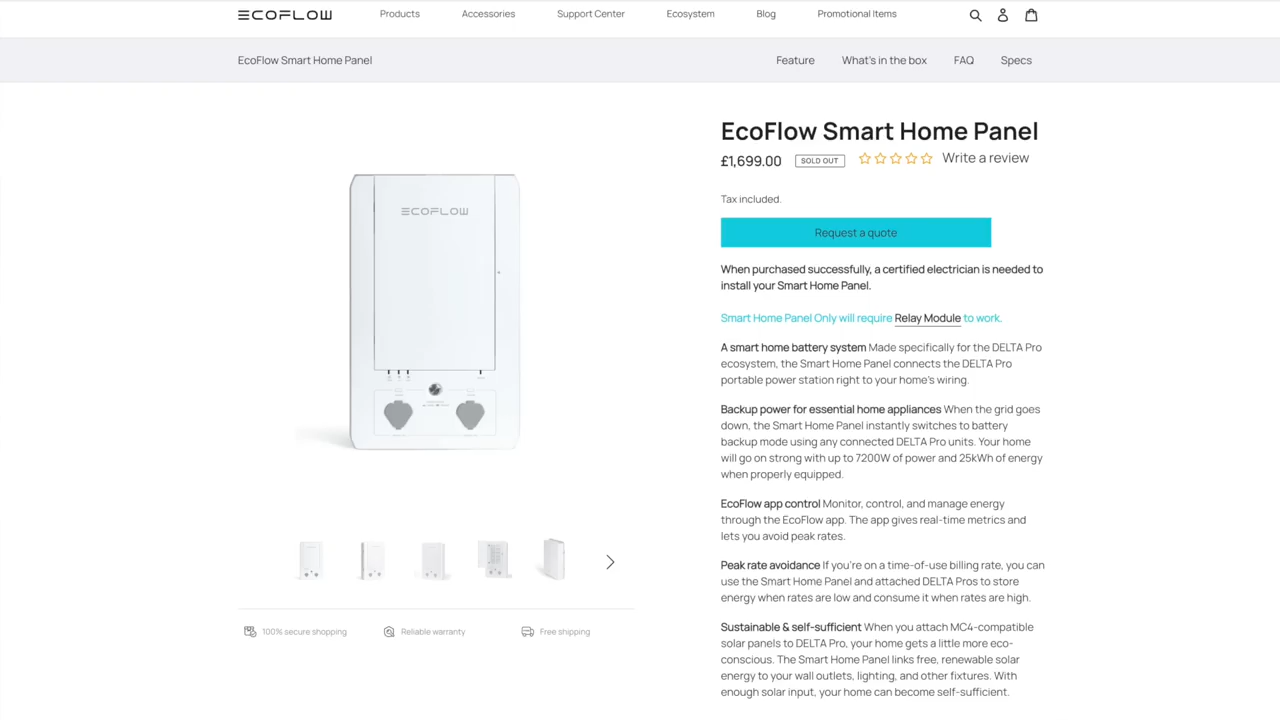 ECOFLOW
Products
Accessories
Support Center
Ecosystem
Blog
Promotional Items
EcoFlow Smart Home Panel
Feature
What's in the box
FAQ
Specs
ECOFLOW
EcoFlow Smart Home Panel
£1,699.00
SOLD OUT
Write a review
Tax included.
Request a quote
When purchased successfully, a certified electrician is needed to
install your Smart Home Panel.
Smart Home Panel Only will require Relay Module to work.
A smart home battery system Made specifically for the DELTA Pro
ecosystem, the Smart Home Panel connects the DELTA Pro
portable power station right to your home's wiring.
Backup power for essential home appliances When the grid goes
down, the Smart Home Panel instantly switches to battery
backup mode using any connected DELTA Pro units. Your home
will go on strong with up to 7200W of power and 25kWh of energy
when properly equipped.
EcoFlow app control Monitor, control, and manage energy
through the EcoFlow app. The app gives real-time metrics and
lets you avoid peak rates.
Peak rate avoidance If you're on a time-of-use billing rate, you can
use the Smart Home Panel and attached DELTA Pros to store
energy when rates are low and consume it when rates are high.
Sustainable & self-sufficient When you attach MC4-compatible
solar panels to DELTA Pro, your home gets a little more eco-
conscious. The Smart Home Panel links free, renewable solar
energy to your wall outlets, lighting, and other fixtures. With
enough solar input, your home can become self-sufficient.
100% secure shopping
Reliable warranty
Free shipping